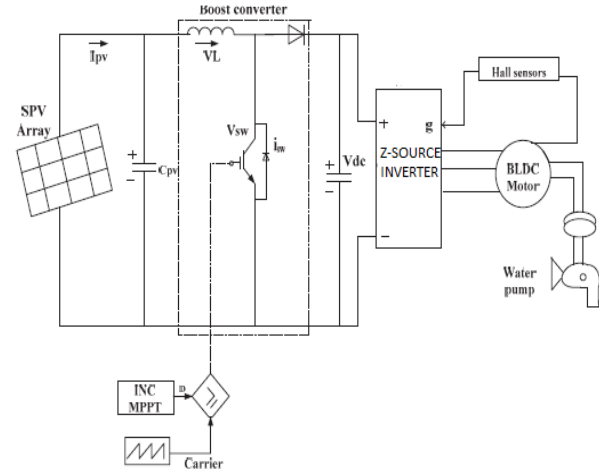 Boost converter
Ipv
VL
Hall sensors
SPV
Array
Vsw
isw
Cpv
Vdc
+
−
+
−
+
−
Z-SOURCE
INVERTER
BLDC
Motor
Water
pump
INC
MPPT
D
Carrier